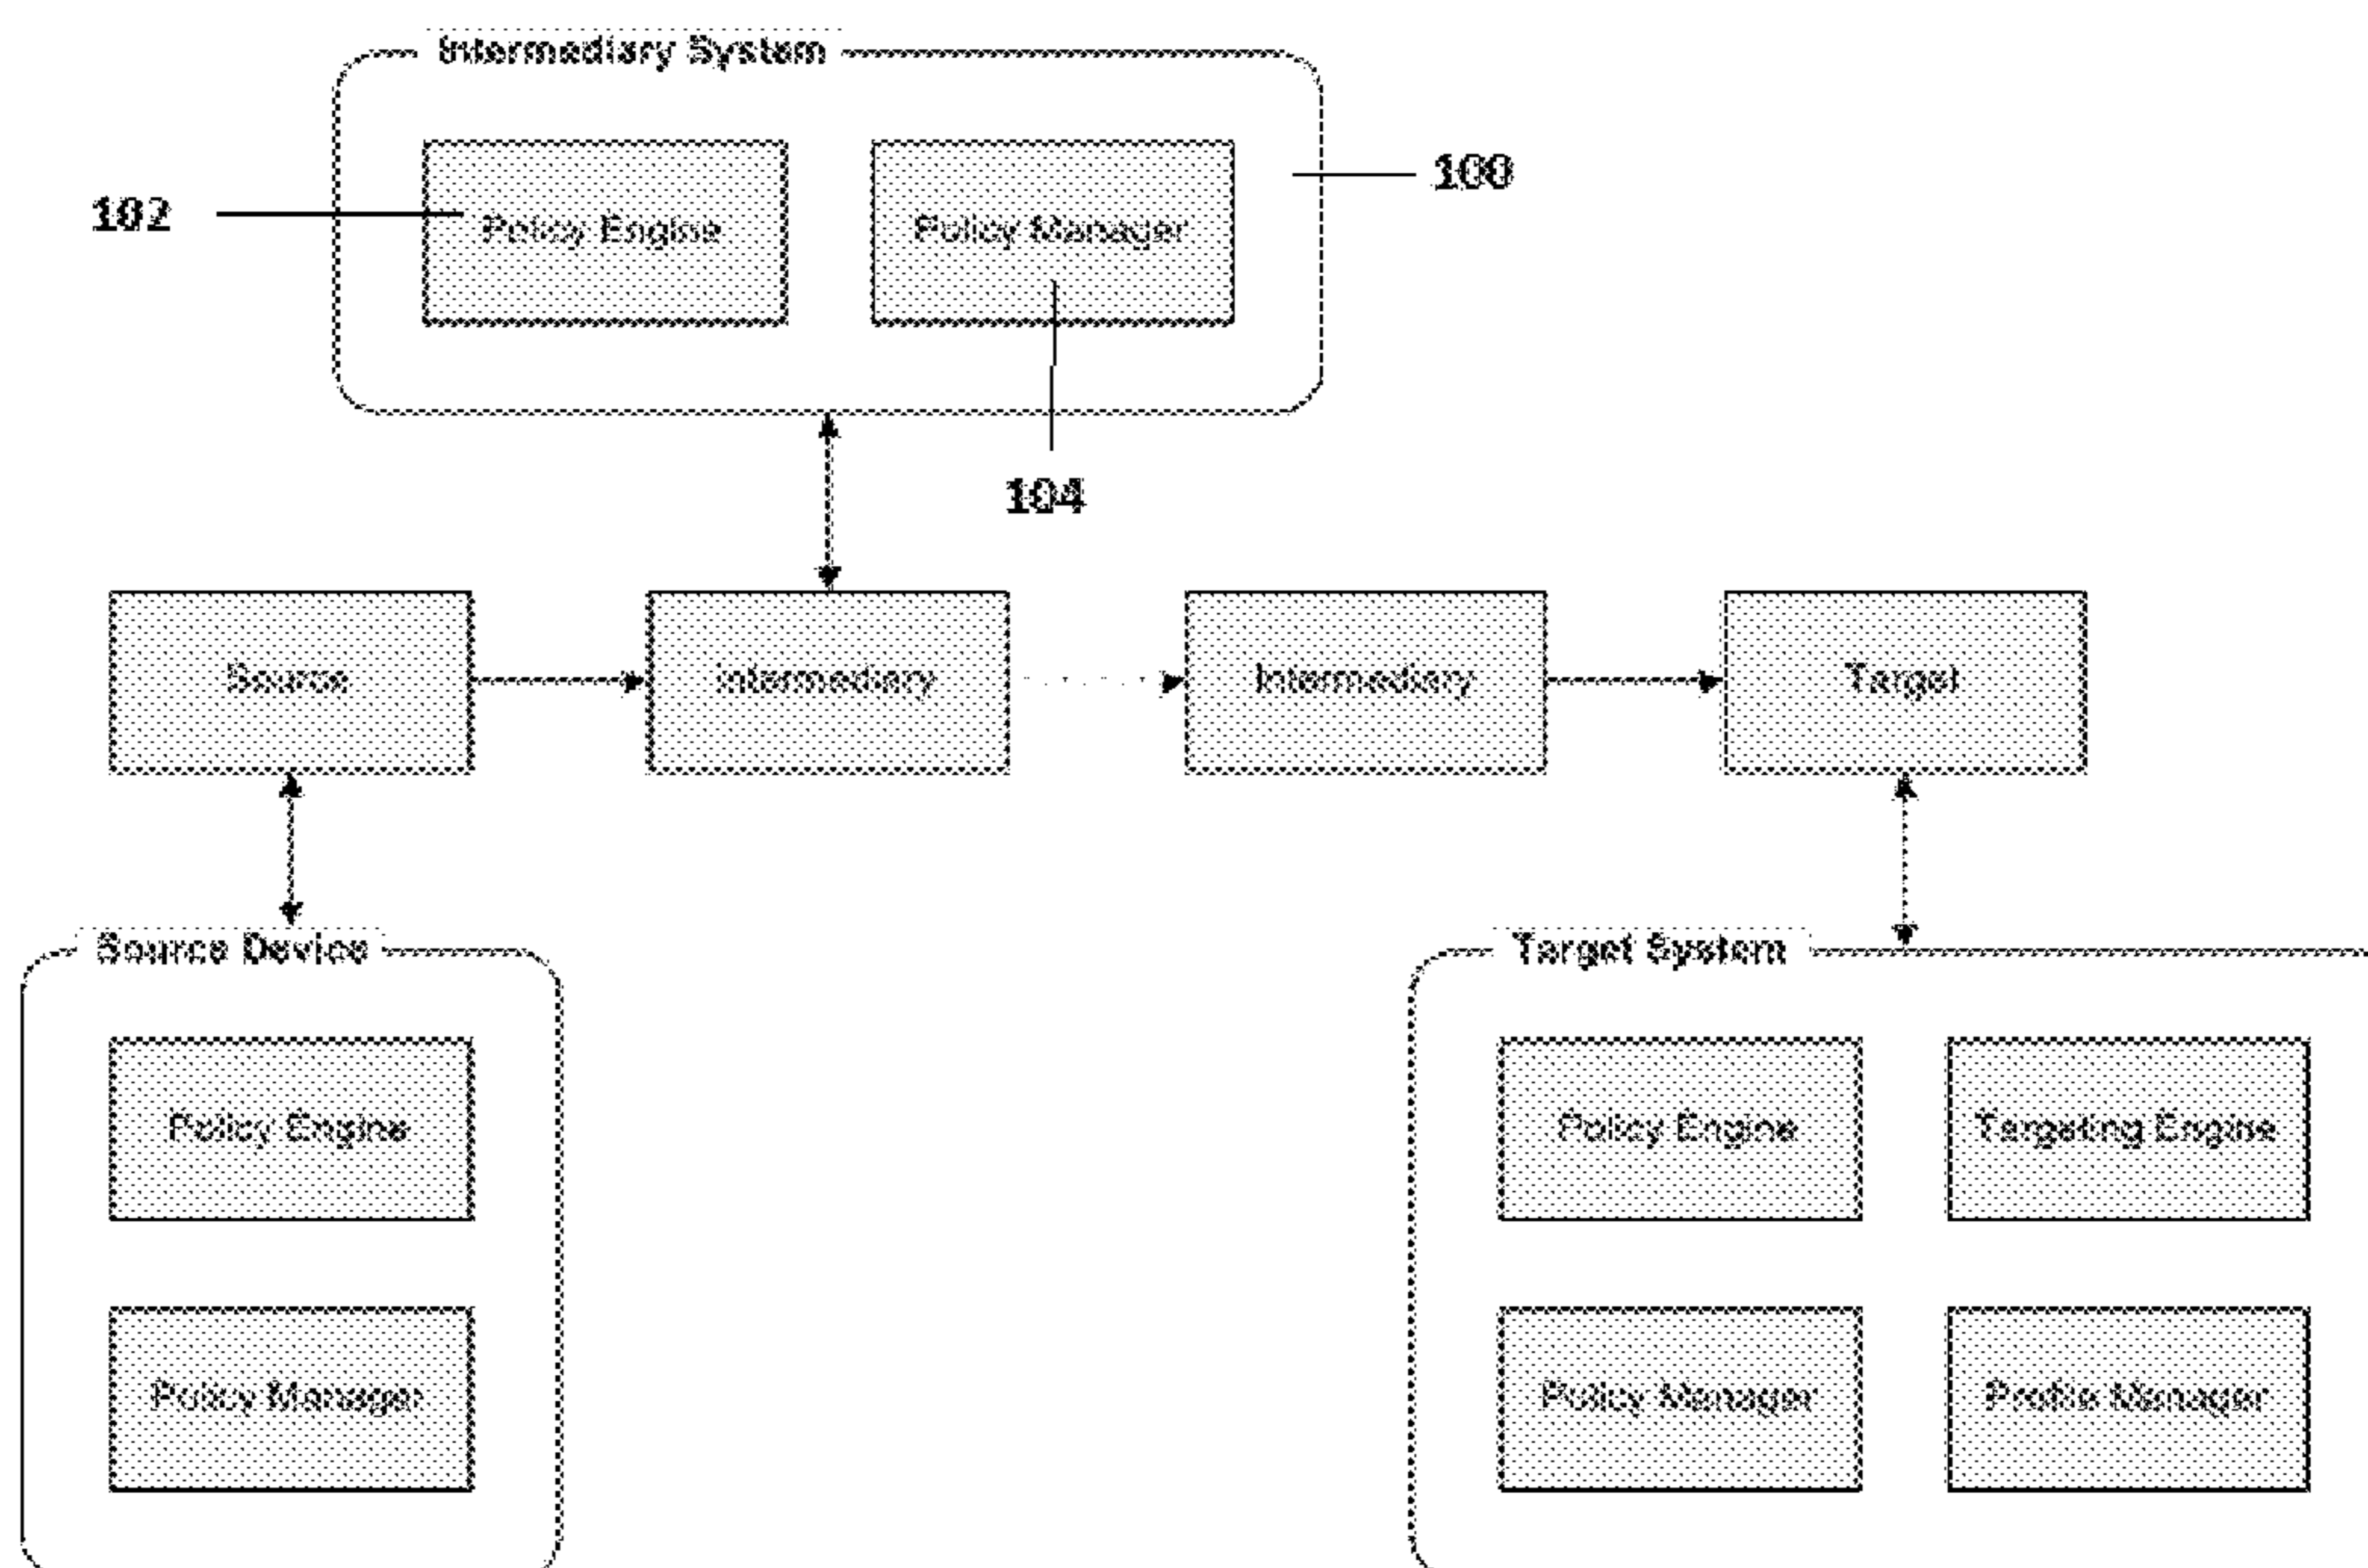 Intermediary System
102
Policy Engine
Policy Manager
100
104
Source
Intermediary
Intermediary
Target
Source Device
Target System
Policy Engine
Policy Engine
Targeting Engine
Policy Manager
Policy Manager
Profile Manager